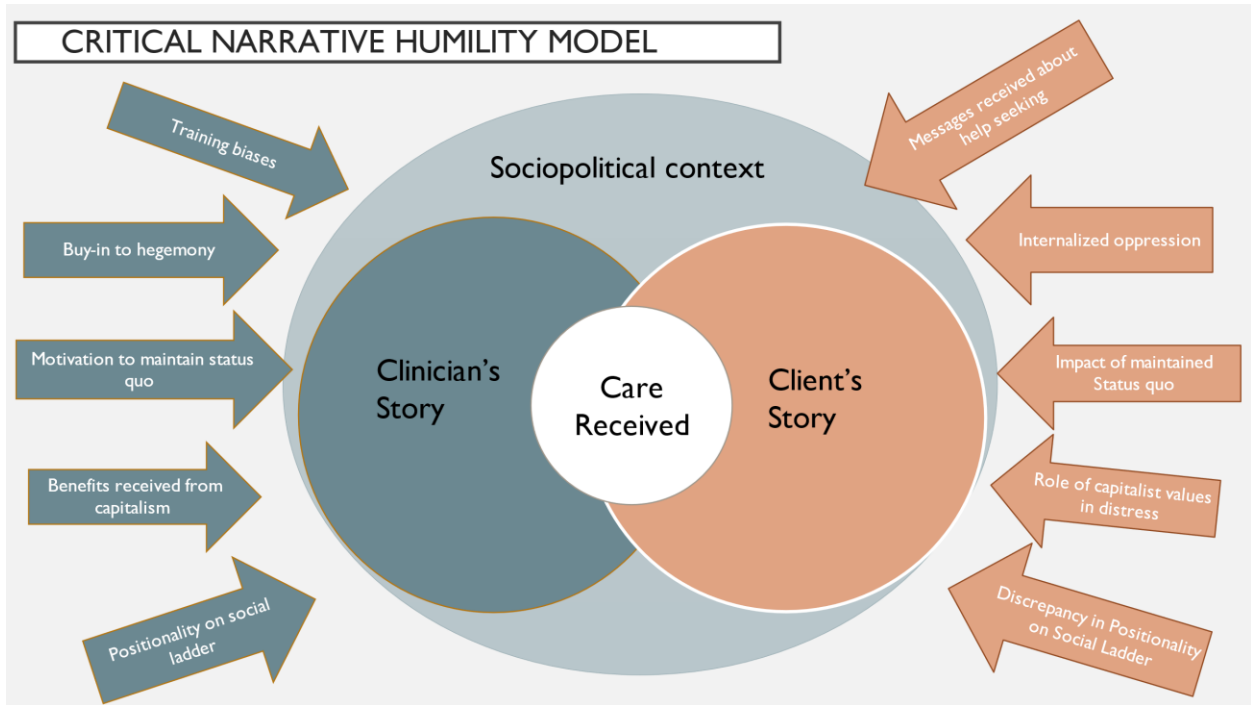 CRITICAL NARRATIVE HUMILITY MODEL
Training biases
Buy-in to hegemony
Motivation to maintain status
quo
Benefits received from
capitalism
Positionality on social
ladder
Sociopolitical context
Clinician's
Story
Care
Received
Client's
Story
Messages received about
help seeking
Internalized oppression
Impact of maintained
Status quo
Role of capitalist values
in distress
Discrepancy in Positionality
on Social Ladder